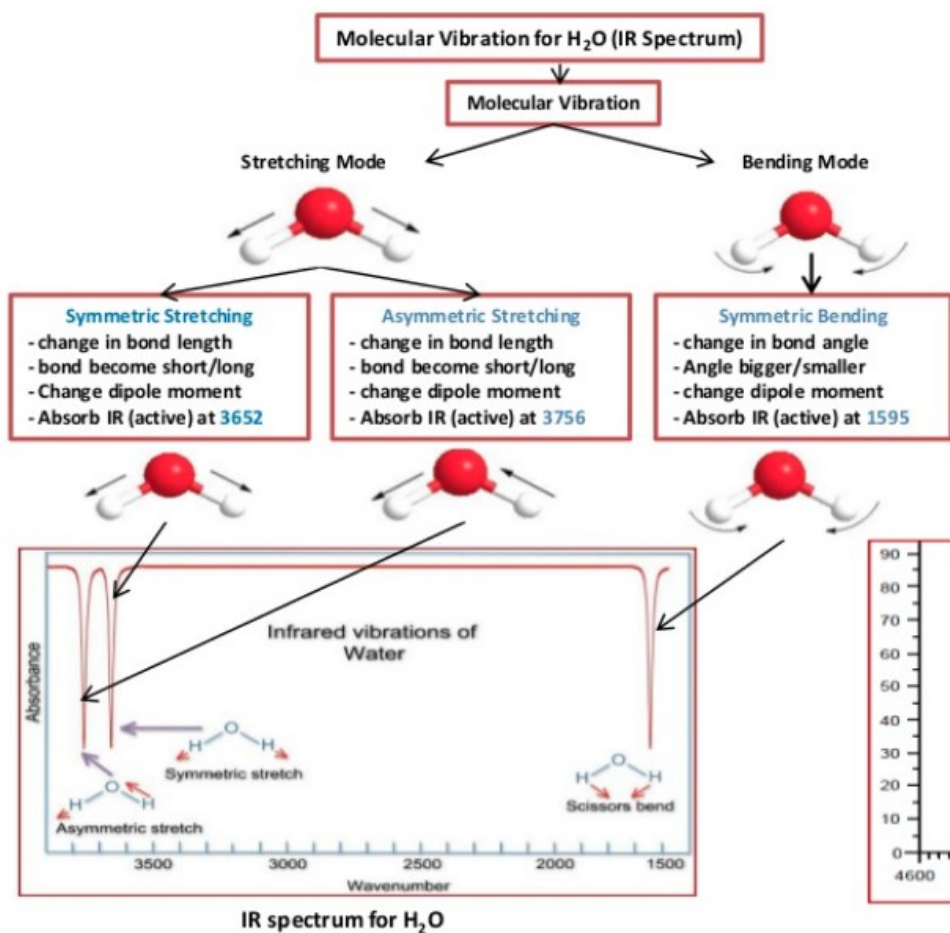 Molecular Vibration for H₂O (IR Spectrum)
Molecular Vibration
Stretching Mode
Bending Mode
Symmetric Stretching
- change in bond length
- bond become short/long
- Change dipole moment
- Absorb IR (active) at 3652
Asymmetric Stretching
- change in bond length
- bond become short/long
- change dipole moment
- Absorb IR (active) at 3756
Symmetric Bending
- change in bond angle
- Angle bigger/smaller
- change dipole moment
- Absorb IR (active) at 1595
Absorbance
Infrared vibrations of
Water
O
H H
Symmetric stretch
O
H H
Asymmetric stretch
O
H H
Scissors bend
3500 3000 2500 2000 1500
Wavenumber
IR spectrum for H₂O
90
80
70
60
50
40
30
20
10
0
4600